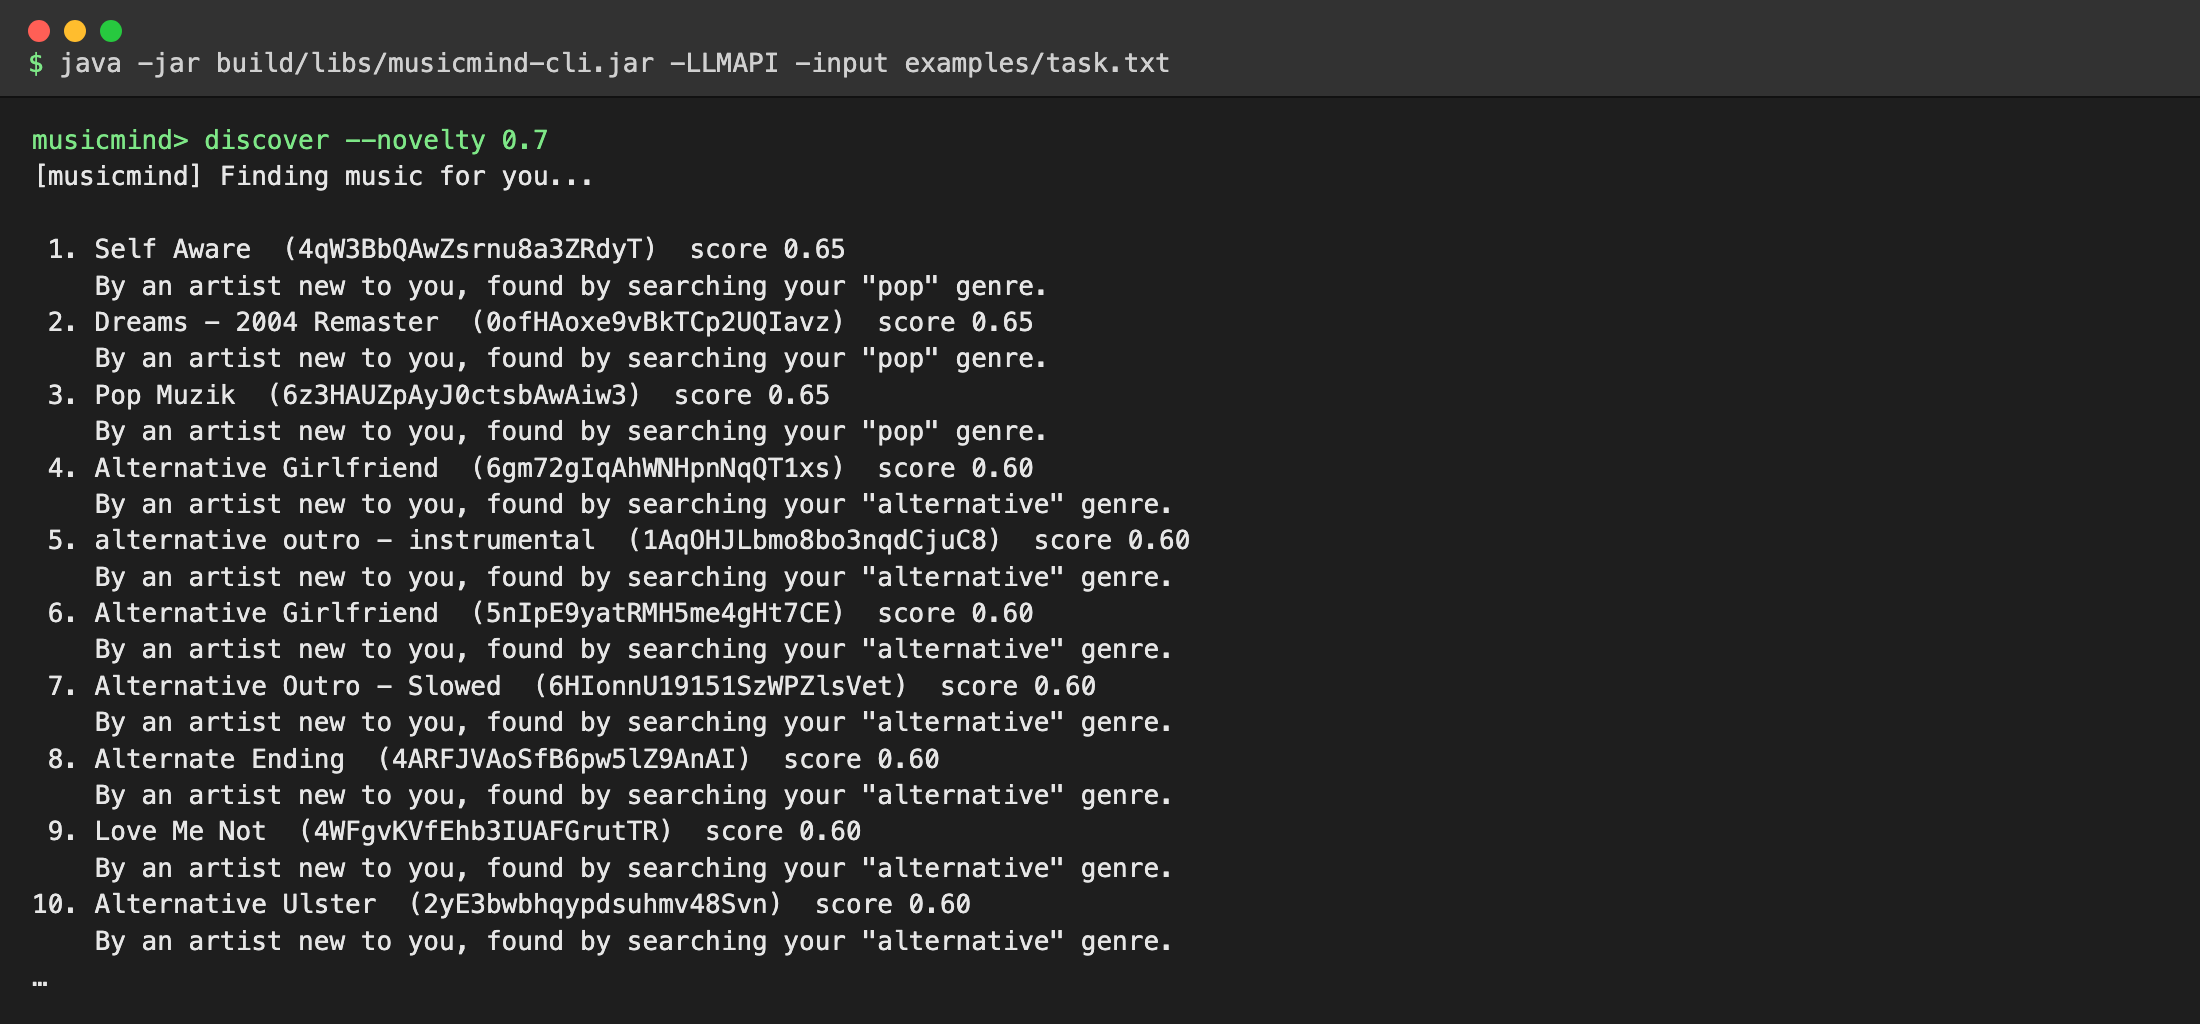 $ java -jar build/libs/musicmind-cli.jar -LLMAPI -input examples/task.txt
musicmind> discover --novelty 0.7
[musicmind] Finding music for you...
1. Self Aware (4qW3BbQAwZsrnu8a3ZRdyT) score 0.65
By an artist new to you, found by searching your "pop" genre.
2. Dreams - 2004 Remaster (0ofHAoxe9vBkTCp2UQIavz) score 0.65
By an artist new to you, found by searching your "pop" genre.
3. Pop Muzik (6z3HAUZpAyJ0ctsbAwAiw3) score 0.65
By an artist new to you, found by searching your "pop" genre.
4. Alternative Girlfriend (6gm72gIqAhWNHpnNqQT1xs) score 0.60
By an artist new to you, found by searching your "alternative" genre.
5. alternative outro - instrumental (1AqOHJLbmo8bo3nqdCjuC8) score 0.60
By an artist new to you, found by searching your "alternative" genre.
6. Alternative Girlfriend (5nIpE9yatRMH5me4gHt7CE) score 0.60
By an artist new to you, found by searching your "alternative" genre.
7. Alternative Outro - Slowed (6HIonnU19151SzWPZlsVet) score 0.60
By an artist new to you, found by searching your "alternative" genre.
8. Alternate Ending (4ARFJVAoSfB6pw5lZ9AnAI) score 0.60
By an artist new to you, found by searching your "alternative" genre.
9. Love Me Not (4WFgvKVfEhb3IUAFGrutTR) score 0.60
By an artist new to you, found by searching your "alternative" genre.
10. Alternative Ulster (2yE3bwbhqypdsuhmv48Svn) score 0.60
By an artist new to you, found by searching your "alternative" genre.
…